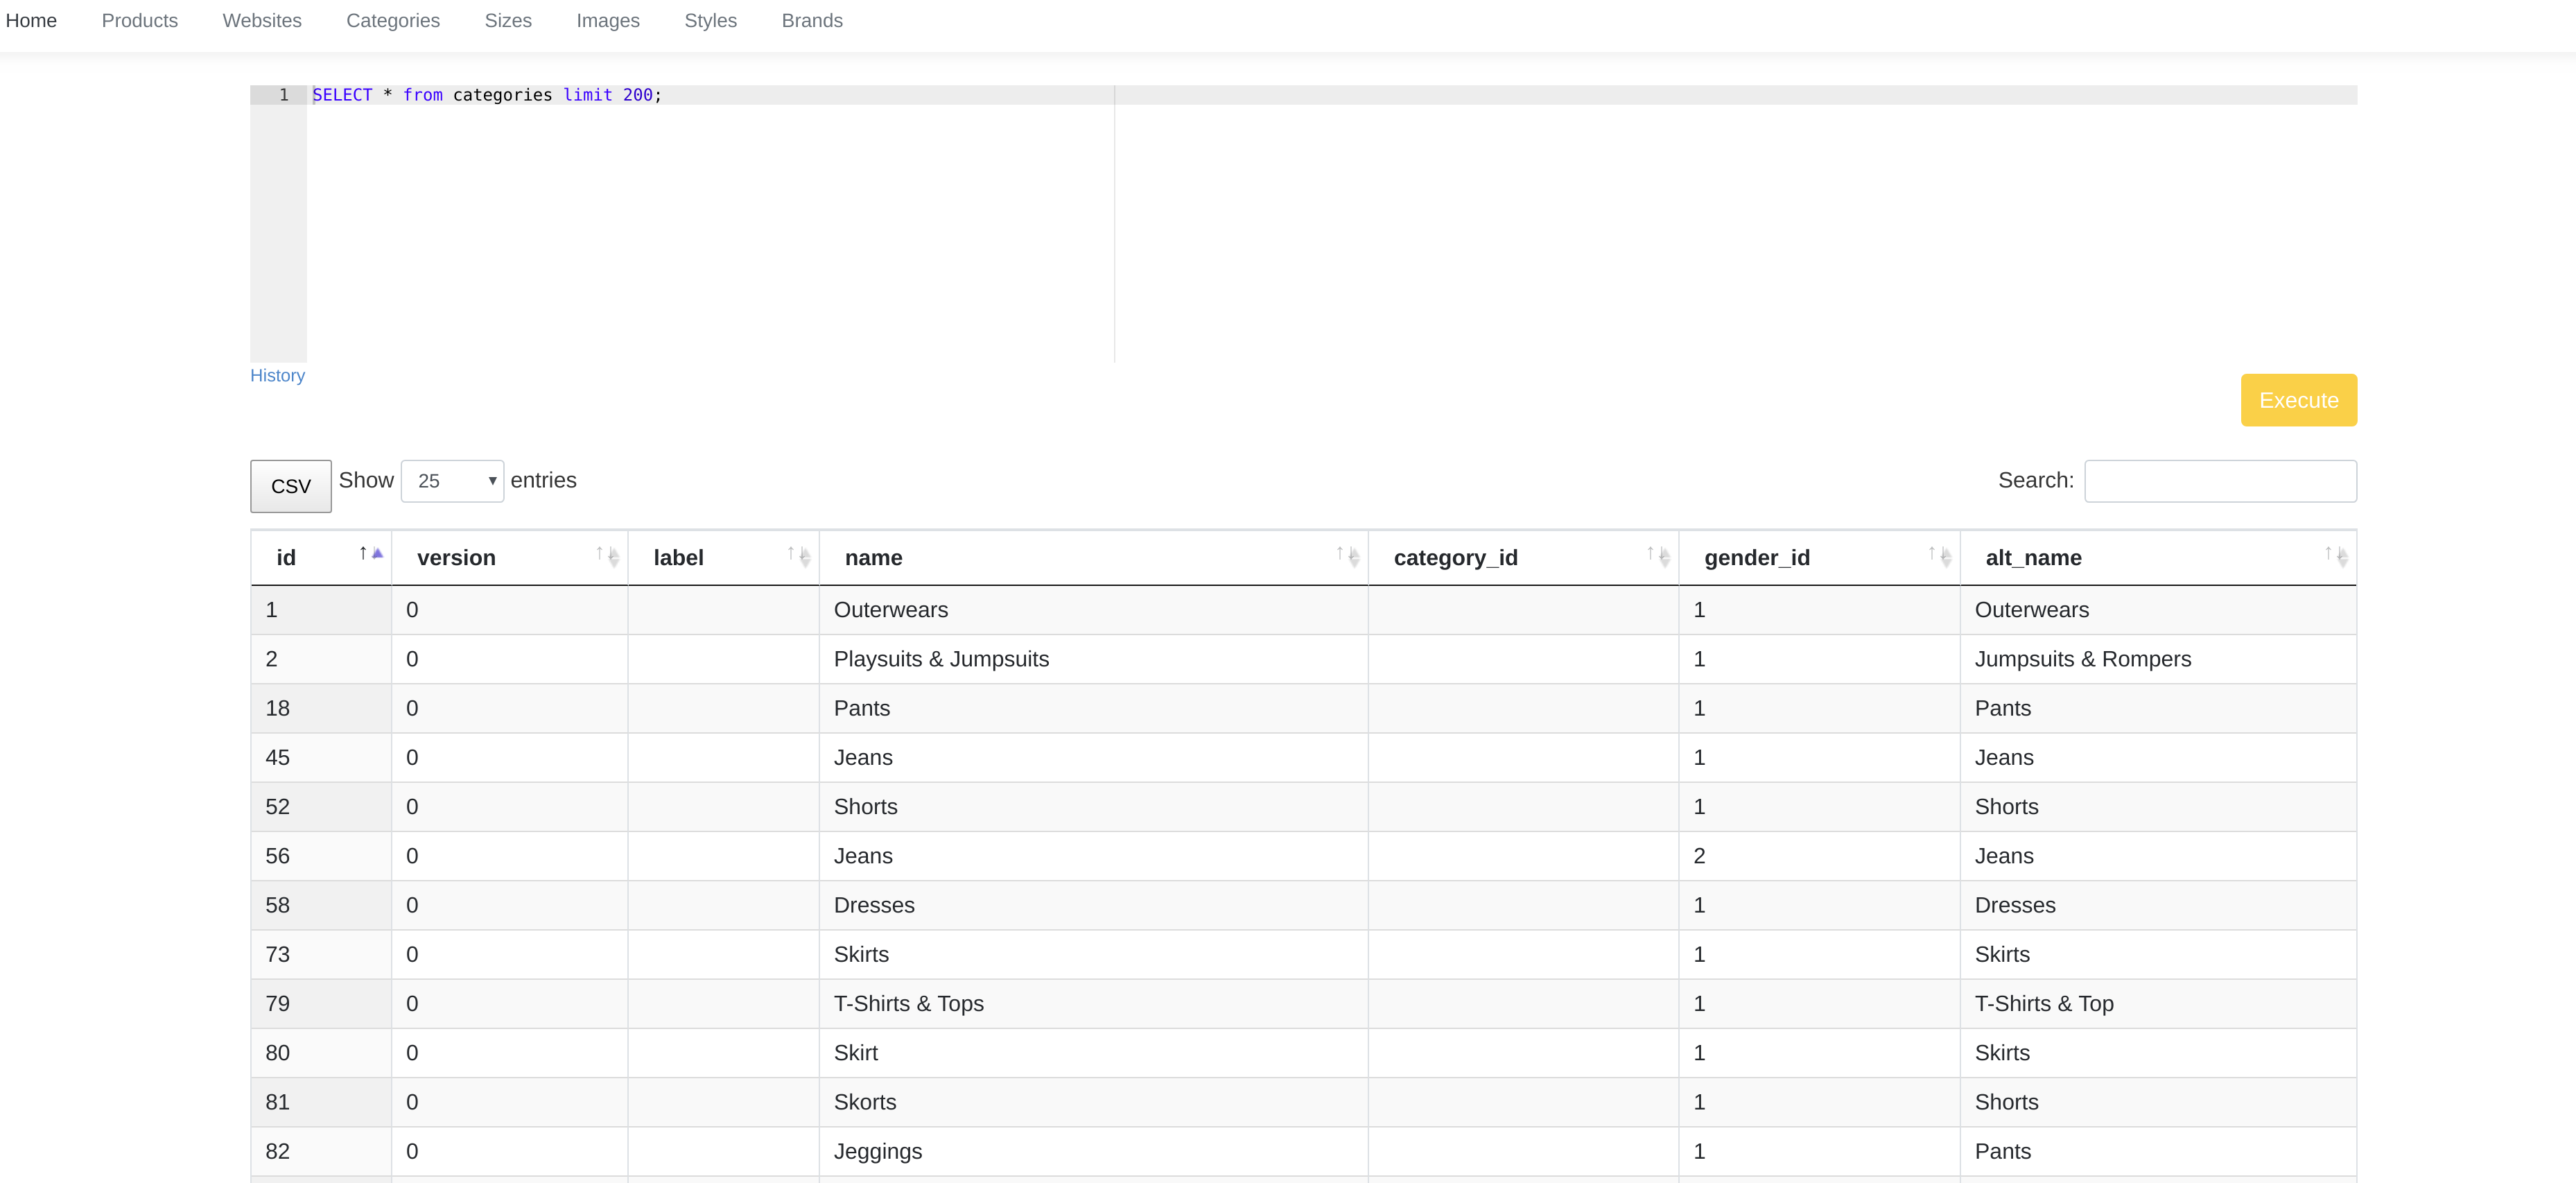 Home Products Websites Categories Sizes Images Styles Brands
1 SELECT * from categories limit 200;
History
Execute
CSV Show 25 entries Search:
id version label name category_id gender_id alt_name
1 0 Outerwears 1 Outerwears
2 0 Playsuits & Jumpsuits 1 Jumpsuits & Rompers
18 0 Pants 1 Pants
45 0 Jeans 1 Jeans
52 0 Shorts 1 Shorts
56 0 Jeans 2 Jeans
58 0 Dresses 1 Dresses
73 0 Skirts 1 Skirts
79 0 T-Shirts & Tops 1 T-Shirts & Top
80 0 Skirt 1 Skirts
81 0 Skorts 1 Shorts
82 0 Jeggings 1 Pants